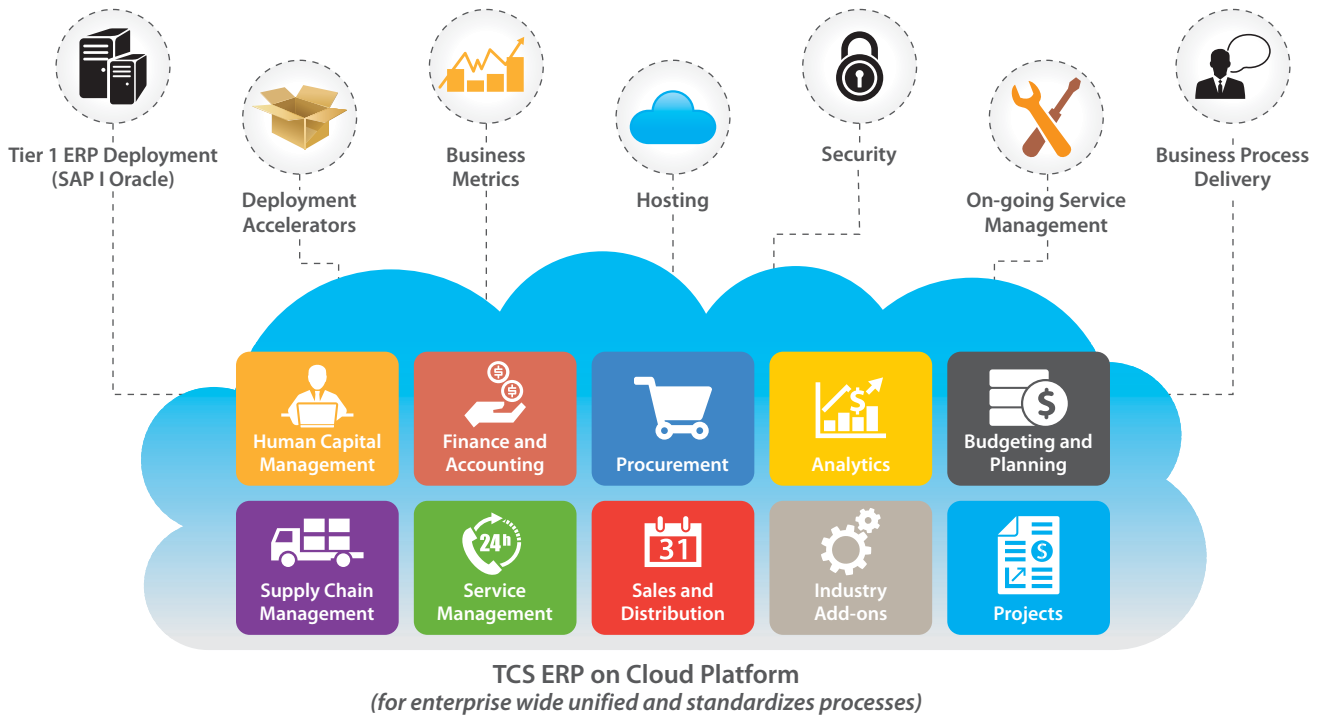 Tier 1 ERP Deployment
(SAP I Oracle)
Deployment
Accelerators
Business
Metrics
Hosting
Security
On-going Service
Management
Business Process
Delivery
Human Capital
Management
$
$
Finance and
Accounting
Procurement
$
Analytics
$
Budgeting and
Planning
Supply Chain
Management
24h
Service
Management
31
Sales and
Distribution
Industry
Add-ons
$
Projects
TCS ERP on Cloud Platform
(for enterprise wide unified and standardizes processes)